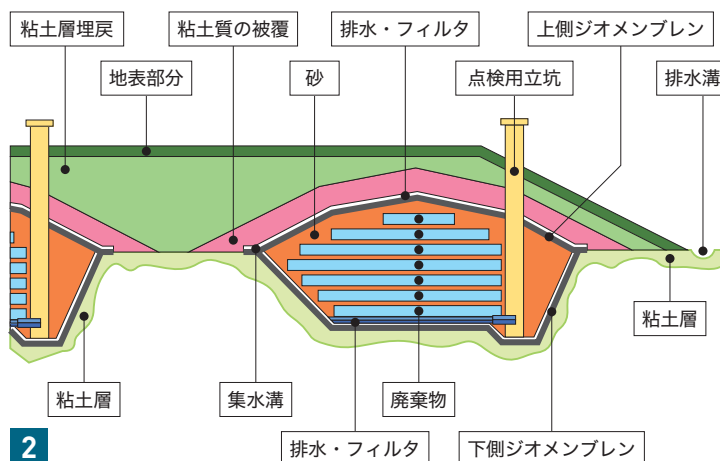 粘土層埋戻
粘土質の被覆
排水・フィルタ
上側ジオメンブレン
地表部分
砂
点検用立坑
排水溝
粘土層
粘土層
集水溝
廃棄物
排水・フィルタ
下側ジオメンブレン
2